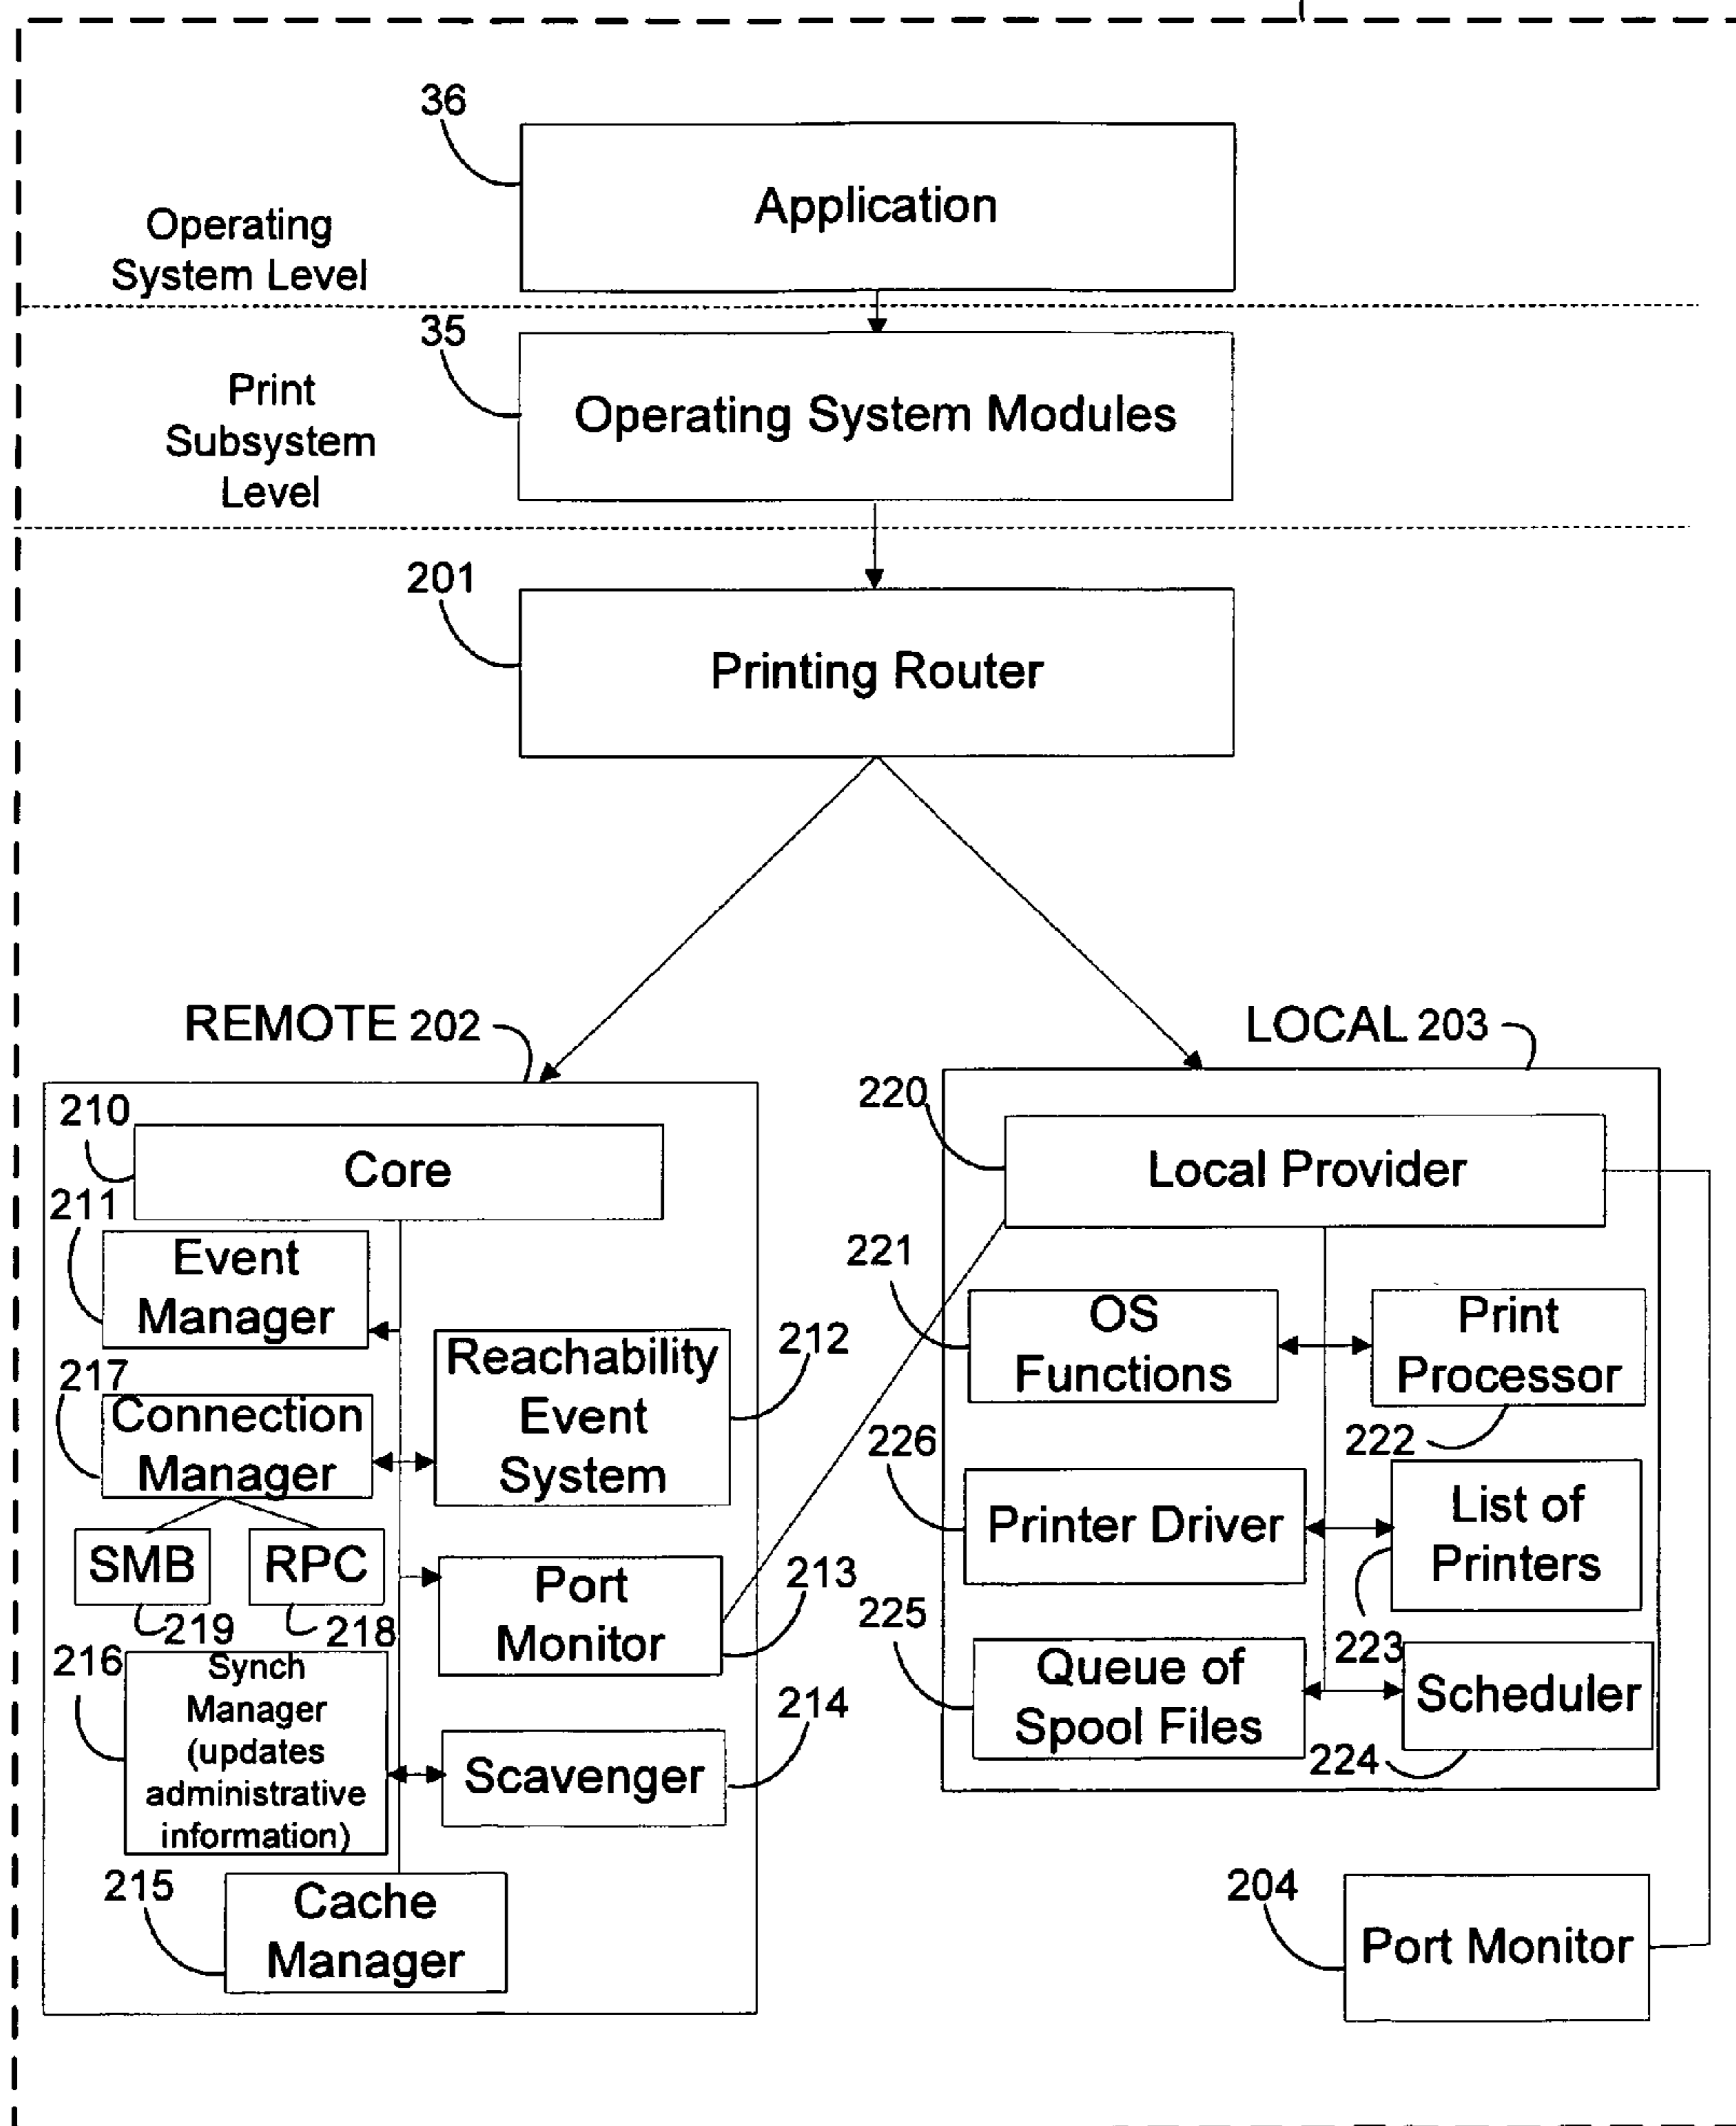 36
Application
Operating
System Level
35
Operating System Modules
Print
Subsystem
Level
201
Printing Router
REMOTE 202
LOCAL 203
210
Core
211
Event
Manager
Reachability
Event
System
212
217
Connection
Manager
SMB
RPC
219
218
Port
Monitor
213
216
Synch
Manager
(updates
administrative
information)
Scavenger
214
215
Cache
Manager
220
Local Provider
221
OS
Functions
Print
Processor
222
226
Printer Driver
List of
Printers
223
225
Queue of
Spool Files
Scheduler
224
204
Port Monitor